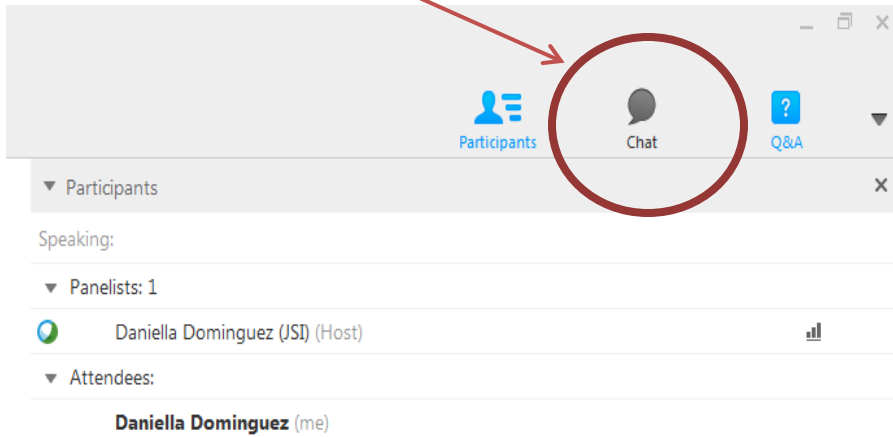 Participants Chat Q&A
Participants
Speaking:
Panelists: 1
Daniella Dominguez (JSI) (Host)
Attendees:
Daniella Dominguez (me)